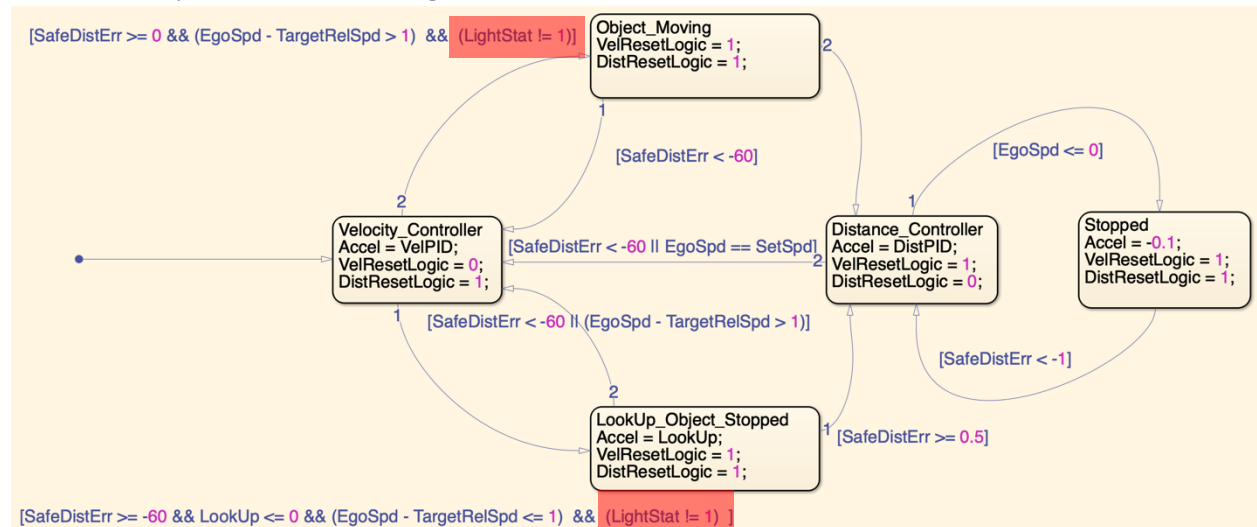 [SafeDistErr >= 0 && (EgoSpd - TargetRelSpd > 1) && (LightStat != 1)]
Object_Moving
VelResetLogic = 1;
DistResetLogic = 1;
2
1
[SafeDistErr < -60]
[EgoSpd <= 0]
2
Velocity_Controller
Accel = VelPID;
VelResetLogic = 0;
DistResetLogic = 1;
1
[SafeDistErr < -60 || EgoSpd == SetSpd]
2
1
Distance_Controller
Accel = DistPID;
VelResetLogic = 1;
DistResetLogic = 0;
Stopped
Accel = -0.1;
VelResetLogic = 1;
DistResetLogic = 1;
[SafeDistErr < -60 || (EgoSpd - TargetRelSpd > 1)]
[SafeDistErr < -1]
2
LookUp_Object_Stopped
Accel = LookUp;
VelResetLogic = 1;
DistResetLogic = 1;
1
[SafeDistErr >= 0.5]
[SafeDistErr >= -60 && LookUp <= 0 && (EgoSpd - TargetRelSpd <= 1) && (LightStat != 1) ]